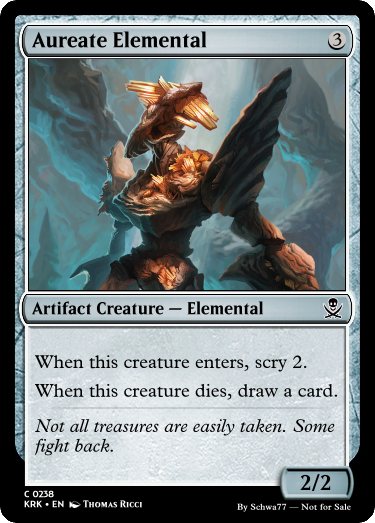 Aureate Elemental 3
Artifact Creature — Elemental
When this creature enters, scry 2.
When this creature dies, draw a card.
Not all treasures are easily taken. Some
fight back.
2/2
C 0238
KRK • EN Thomas Ricci
By Schwa77 — Not for Sale